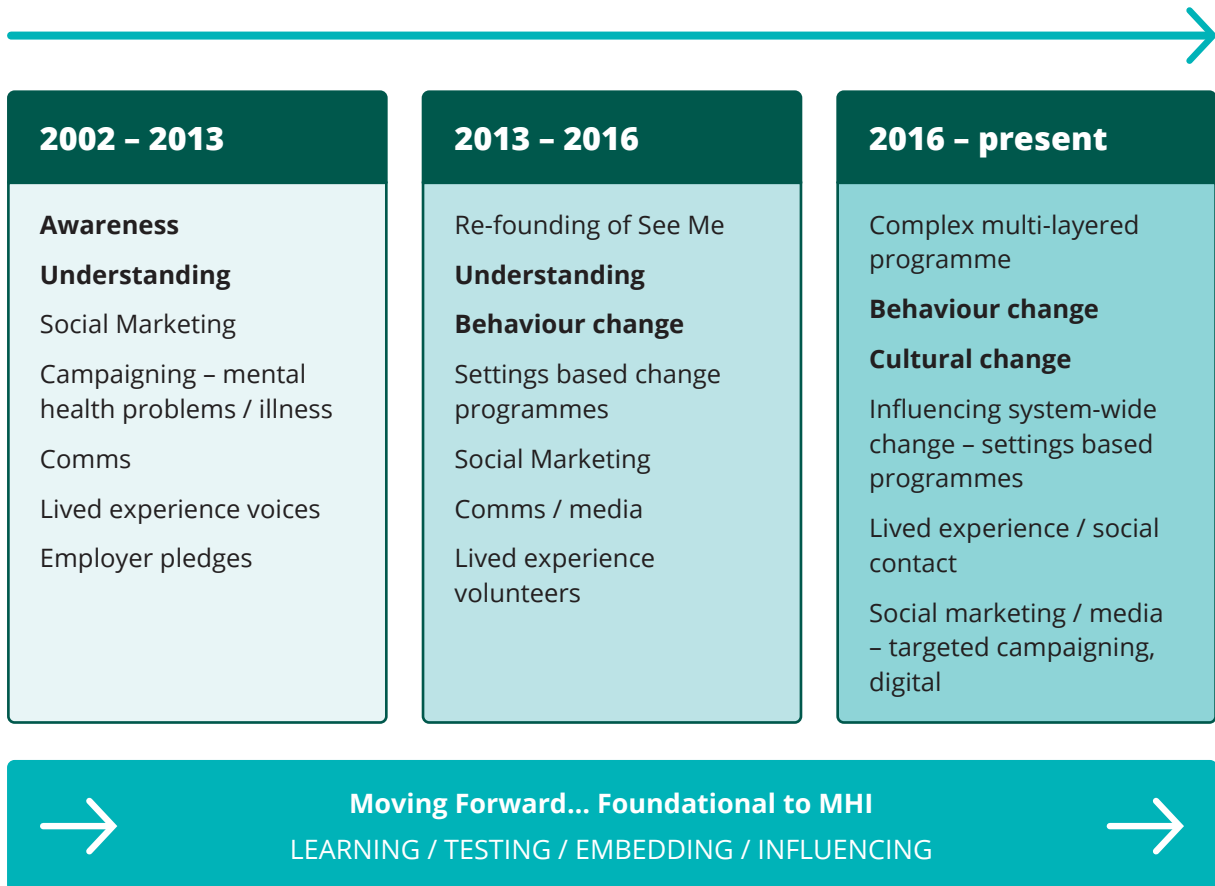 2002 – 2013
Awareness
Understanding
Social Marketing
Campaigning – mental
health problems / illness
Comms
Lived experience voices
Employer pledges
2013 – 2016
Re-founding of See Me
Understanding
Behaviour change
Settings based change
programmes
Social Marketing
Comms / media
Lived experience
volunteers
2016 – present
Complex multi-layered
programme
Behaviour change
Cultural change
Influencing system-wide
change – settings based
programmes
Lived experience / social
contact
Social marketing / media
– targeted campaigning,
digital
Moving Forward... Foundational to MHI
LEARNING / TESTING / EMBEDDING / INFLUENCING